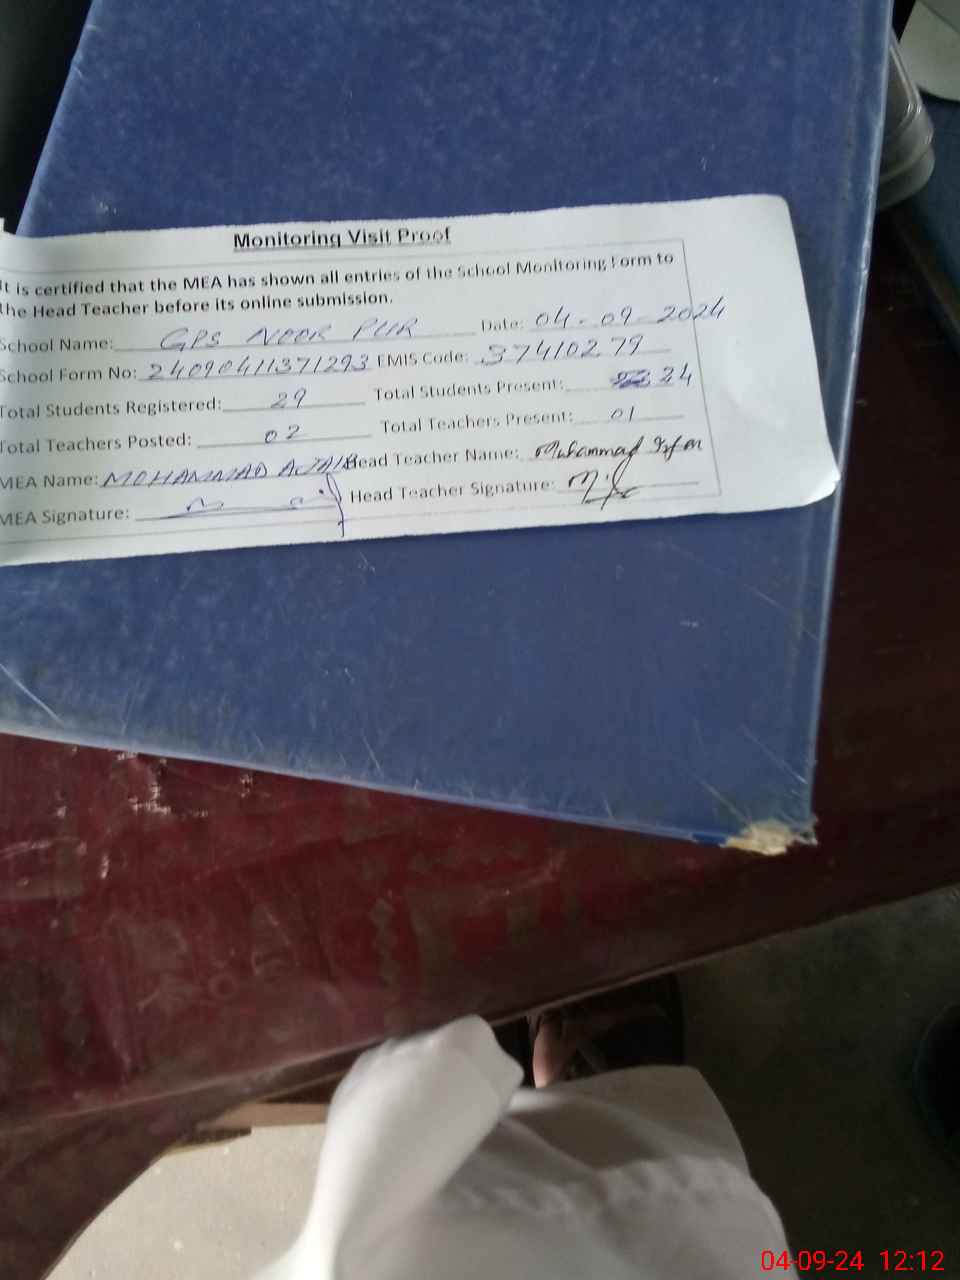 Monitoring Visit Proof
It is certified that the MEA has shown all entries of the School Monitoring Form to
the Head Teacher before its online submission.
School Name: GPS NOOR PUR Date: 04-09-2024
School Form No: 24090411371293 EMIS Code: 37410279
Total Students Registered: 29 Total Students Present: 24
Total Teachers Posted: 02 Total Teachers Present: 01
MEA Name: MOHAMMAD Head Teacher Name: Muhammad Irfan
MEA Signature: Head Teacher Signature:
04-09-24 12:12